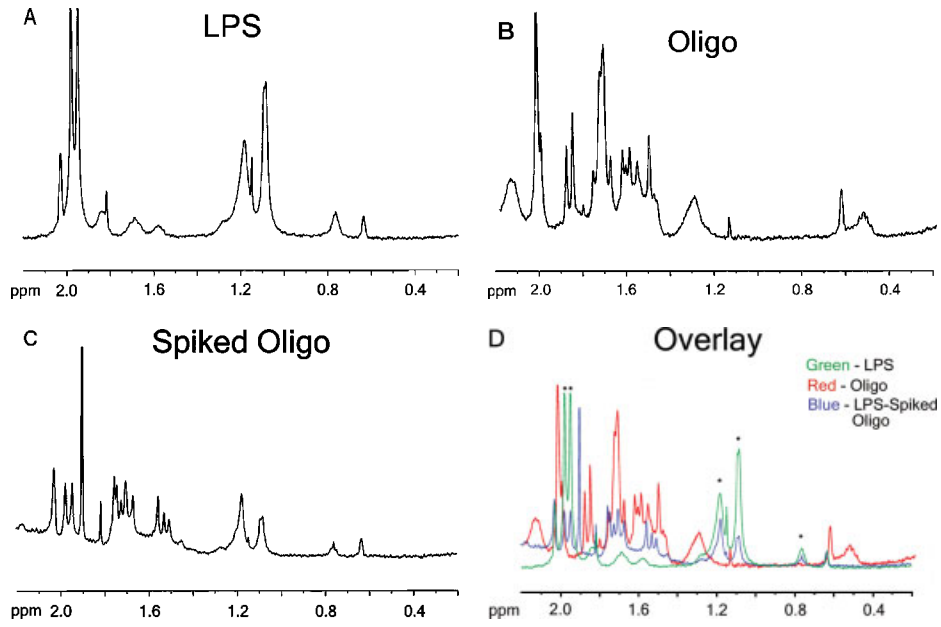 A
LPS
ppm 2.0 1.6 1.2 0.8 0.4
B
Oligo
ppm 2.0 1.6 1.2 0.8 0.4
C
Spiked Oligo
ppm 2.0 1.6 1.2 0.8 0.4
D
Overlay
Green - LPS
Red - Oligo
Blue - LPS-Spiked
Oligo
* *
*
*
*
ppm 2.0 1.6 1.2 0.8 0.4